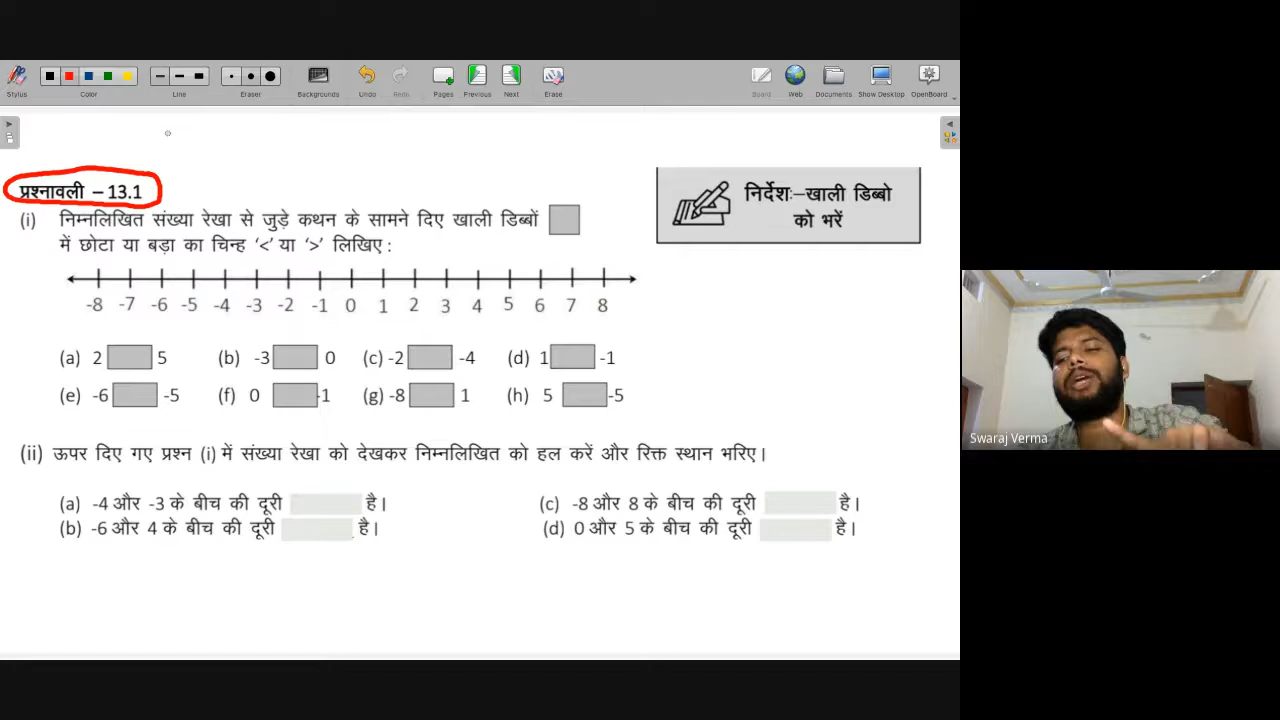 Stylus Color Line Eraser Backgrounds Undo Redo Pages Previous Next Erase Board Web Documents Show Desktop OpenBoard
प्रश्नावली – 13.1
निर्देशः–खाली डिब्बो
को भरें
(i) निम्नलिखित संख्या रेखा से जुड़े कथन के सामने दिए खाली डिब्बों
में छोटा या बड़ा का चिन्ह ‘<’ या ‘>’ लिखिए :
-8 -7 -6 -5 -4 -3 -2 -1 0 1 2 3 4 5 6 7 8
(a) 2 5 (b) -3 0 (c) -2 -4 (d) 1 -1
(e) -6 -5 (f) 0 -1 (g) -8 1 (h) 5 -5
(ii) ऊपर दिए गए प्रश्न (i) में संख्या रेखा को देखकर निम्नलिखित को हल करें और रिक्त स्थान भरिए।
(a) -4 और -3 के बीच की दूरी है। (c) -8 और 8 के बीच की दूरी है।
(b) -6 और 4 के बीच की दूरी है। (d) 0 और 5 के बीच की दूरी है।
Swaraj Verma